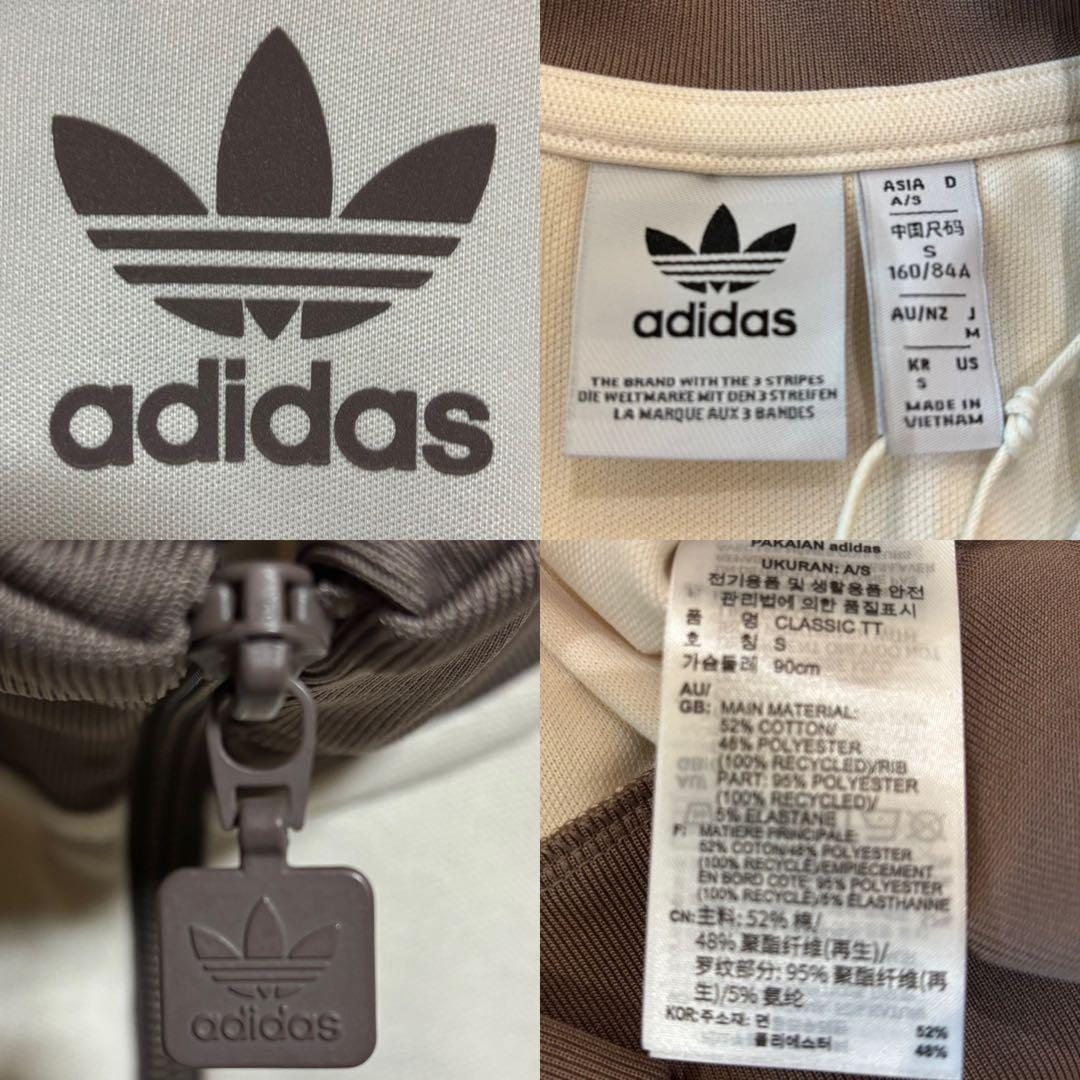 adidas
adidas
THE BRAND WITH THE 3 STRIPES
DIE WELTMARKE MIT DEN 3 STREIFEN
LA MARQUE AUX 3 BANDES
ASIA D
A/S
中国尺码
S
160/84A
AU/NZ J
M
KR US
S
MADE IN
VIETNAM
adidas
PAKAIAN adidas
UKURAN: A/S
전기용품 및 생활용품 안전
관리법에 의한 품질표시
품 명 CLASSIC TT
호 칭 S
가슴둘레 90cm
AU/
GB: MAIN MATERIAL:
52% COTTON/
48% POLYESTER
(100% RECYCLED)/RIB
PART: 95% POLYESTER
(100% RECYCLED)/
5% ELASTANE
F: MATIERE PRINCIPALE:
52% COTON/48% POLYESTER
(100% RECYCLE)/EMPIECEMENT
EN BORD COTE: 95% POLYESTER
(100% RECYCLE)/5% ELASTHANNE
CN: 主料: 52% 棉/
48% 聚酯纤维(再生)/
罗纹部分: 95% 聚酯纤维(再
生)/5% 氨纶
KOR: 주소재: 면 52%
폴리에스터 48%